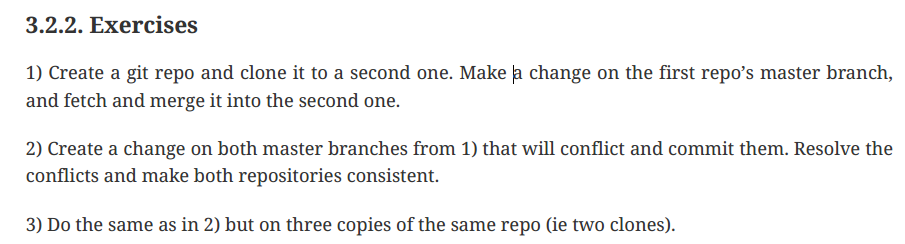 3.2.2. Exercises
1) Create a git repo and clone it to a second one. Make a change on the first repo’s master branch,
and fetch and merge it into the second one.
2) Create a change on both master branches from 1) that will conflict and commit them. Resolve the
conflicts and make both repositories consistent.
3) Do the same as in 2) but on three copies of the same repo (ie two clones).